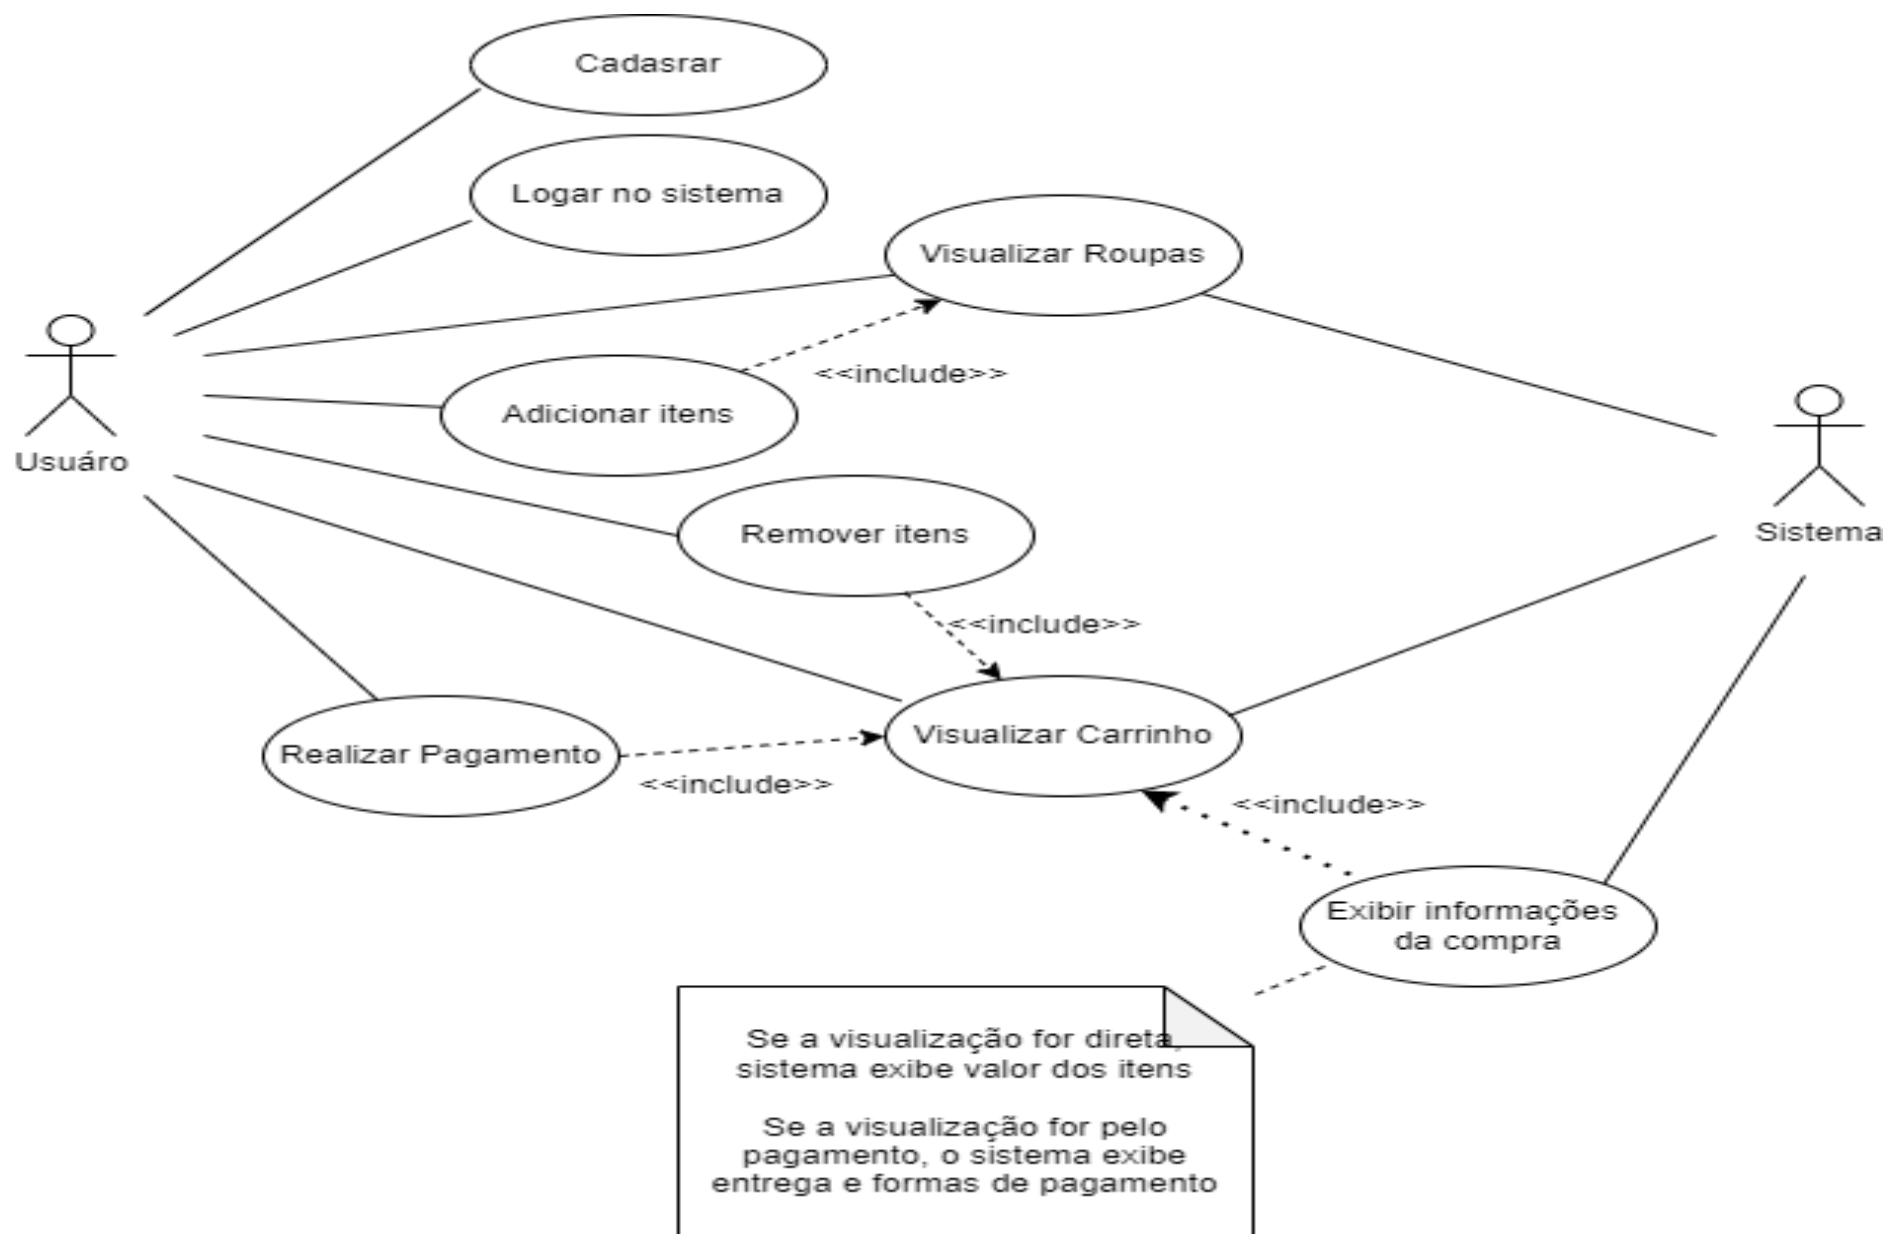 Cadasrar
Logar no sistema
Visualizar Roupas
<<include>>
Adicionar itens
Usuáro
Remover itens
Sistema
<<include>>
Visualizar Carrinho
Realizar Pagamento
<<include>>
<<include>>
Exibir informações
da compra
Se a visualização for direta,
sistema exibe valor dos itens
Se a visualização for pelo
pagamento, o sistema exibe
entrega e formas de pagamento